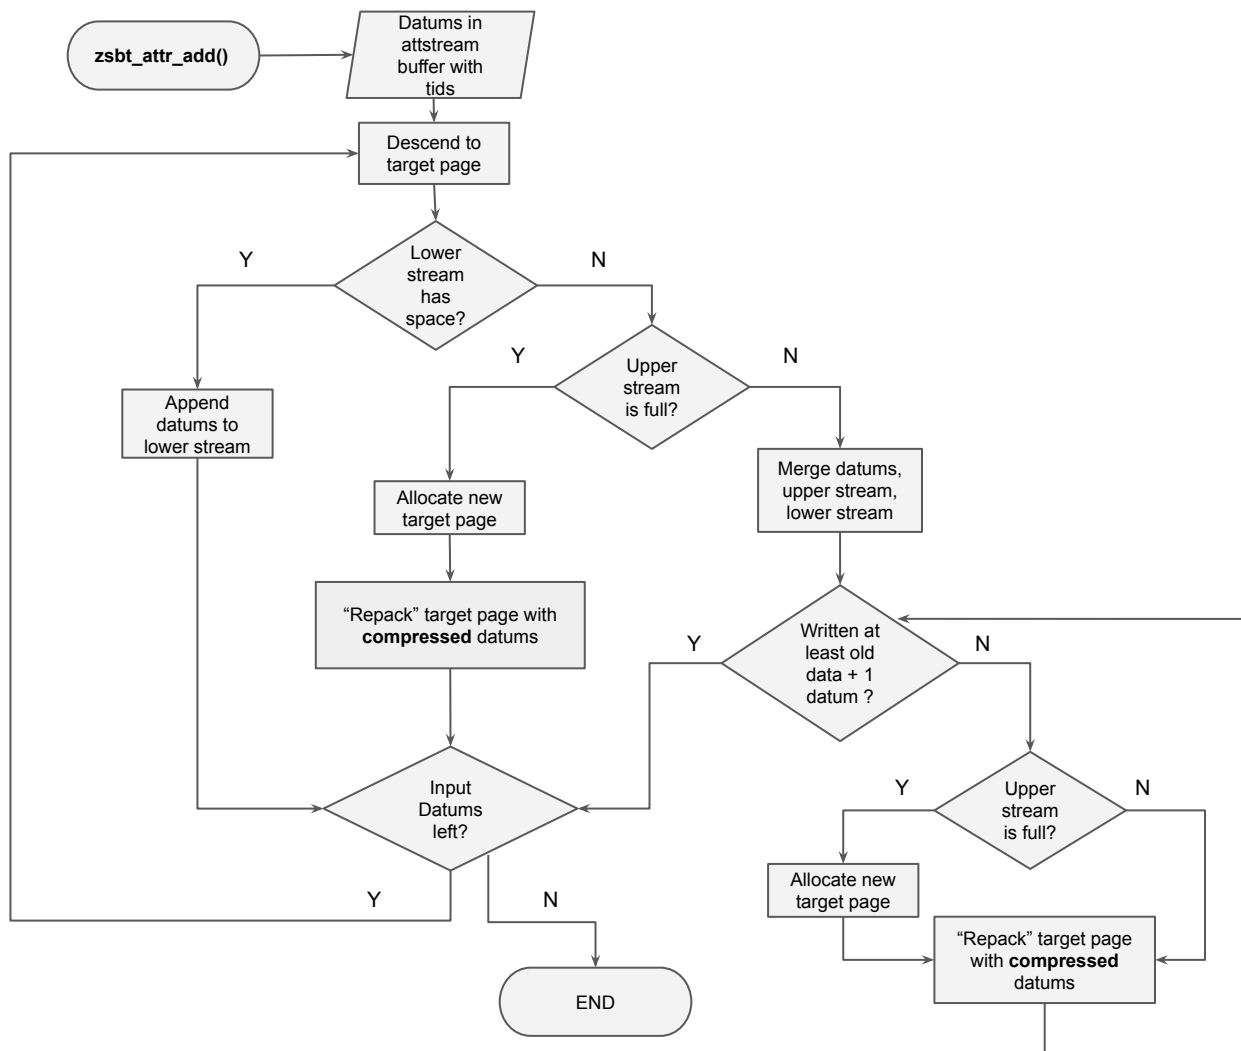 zsbt_attr_add()
Datums in
attstream
buffer with
tids
Descend to
target page
Lower
stream
has
space?
Y
N
Append
datums to
lower stream
Upper
stream
is full?
Y
N
Allocate new
target page
Merge datums,
upper stream,
lower stream
“Repack” target page with
compressed datums
Written at
least old
data + 1
datum ?
Y
N
Input
Datums
left?
Y
N
Upper
stream
is full?
Y
N
Allocate new
target page
“Repack” target page
with compressed
datums
END